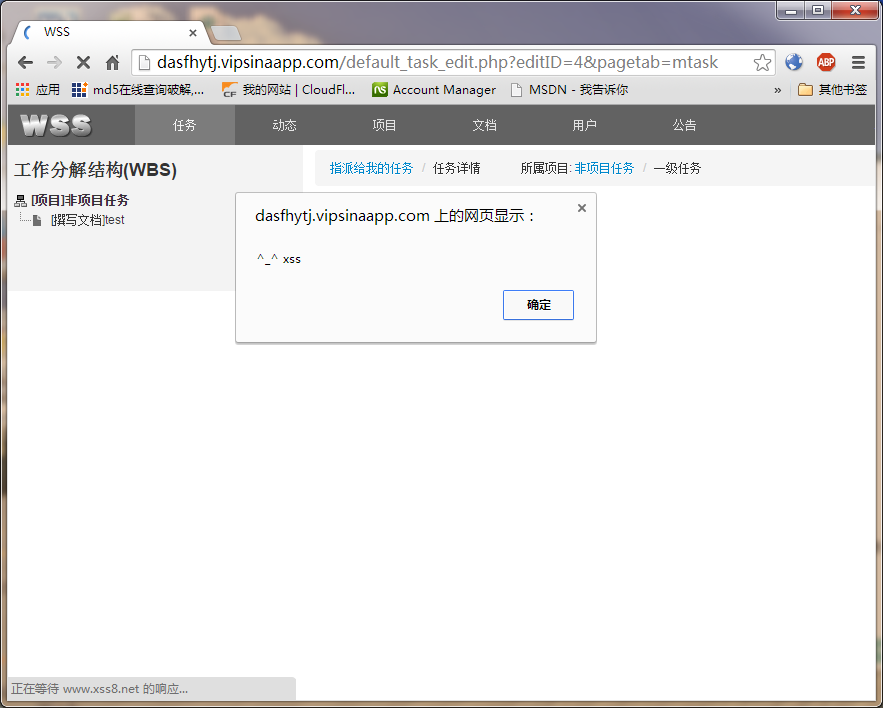 WSS
dasfhytj.vipsinaapp.com/default_task_edit.php?editID=4&pagetab=mtask
ABP
应用 md5在线查询破解,... CF 我的网站 | CloudFl... NS Account Manager MSDN - 我告诉你 » 其他书签
WSS 任务 动态 项目 文档 用户 公告
工作分解结构(WBS)
[项目]非项目任务
[撰写文档]test
指派给我的任务 / 任务详情 所属项目: 非项目任务 / 一级任务
dasfhytj.vipsinaapp.com 上的网页显示：
^_^ xss
确定
正在等待 www.xss8.net 的响应...